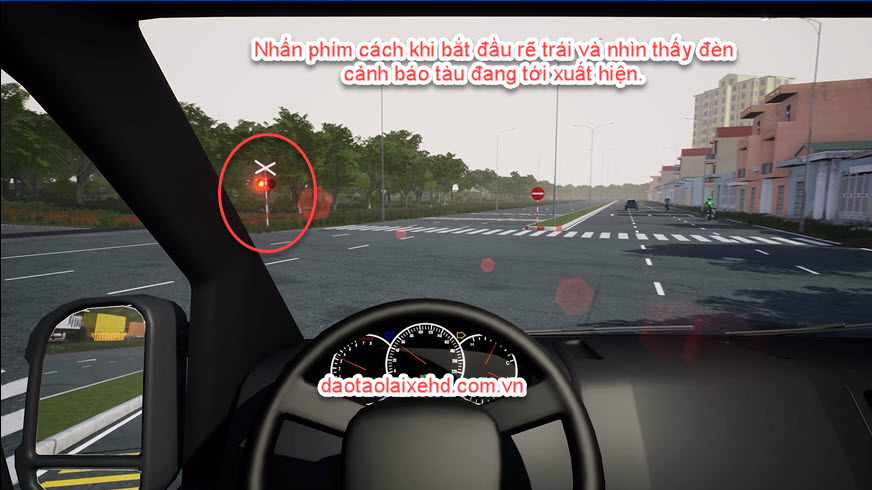 Nhấn phím cách khi bắt đầu rẽ trái và nhìn thấy đèn
cảnh báo tàu đang tới xuất hiện.
daotaolaixehd.com.vn